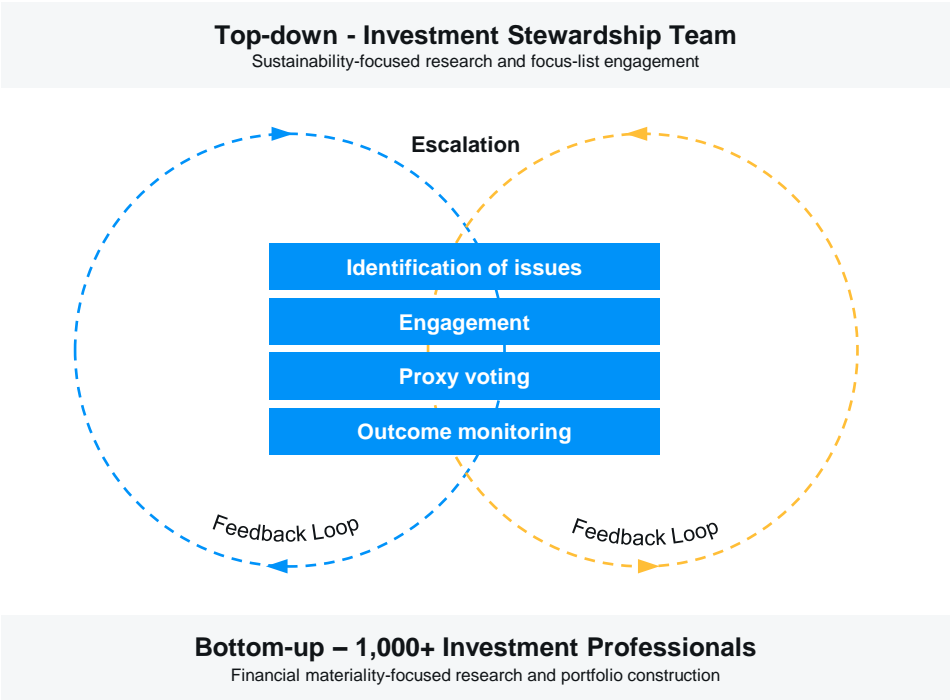 Top-down - Investment Stewardship Team
Sustainability-focused research and focus-list engagement
Escalation
Identification of issues
Engagement
Proxy voting
Outcome monitoring
Feedback Loop
Feedback Loop
Bottom-up – 1,000+ Investment Professionals
Financial materiality-focused research and portfolio construction